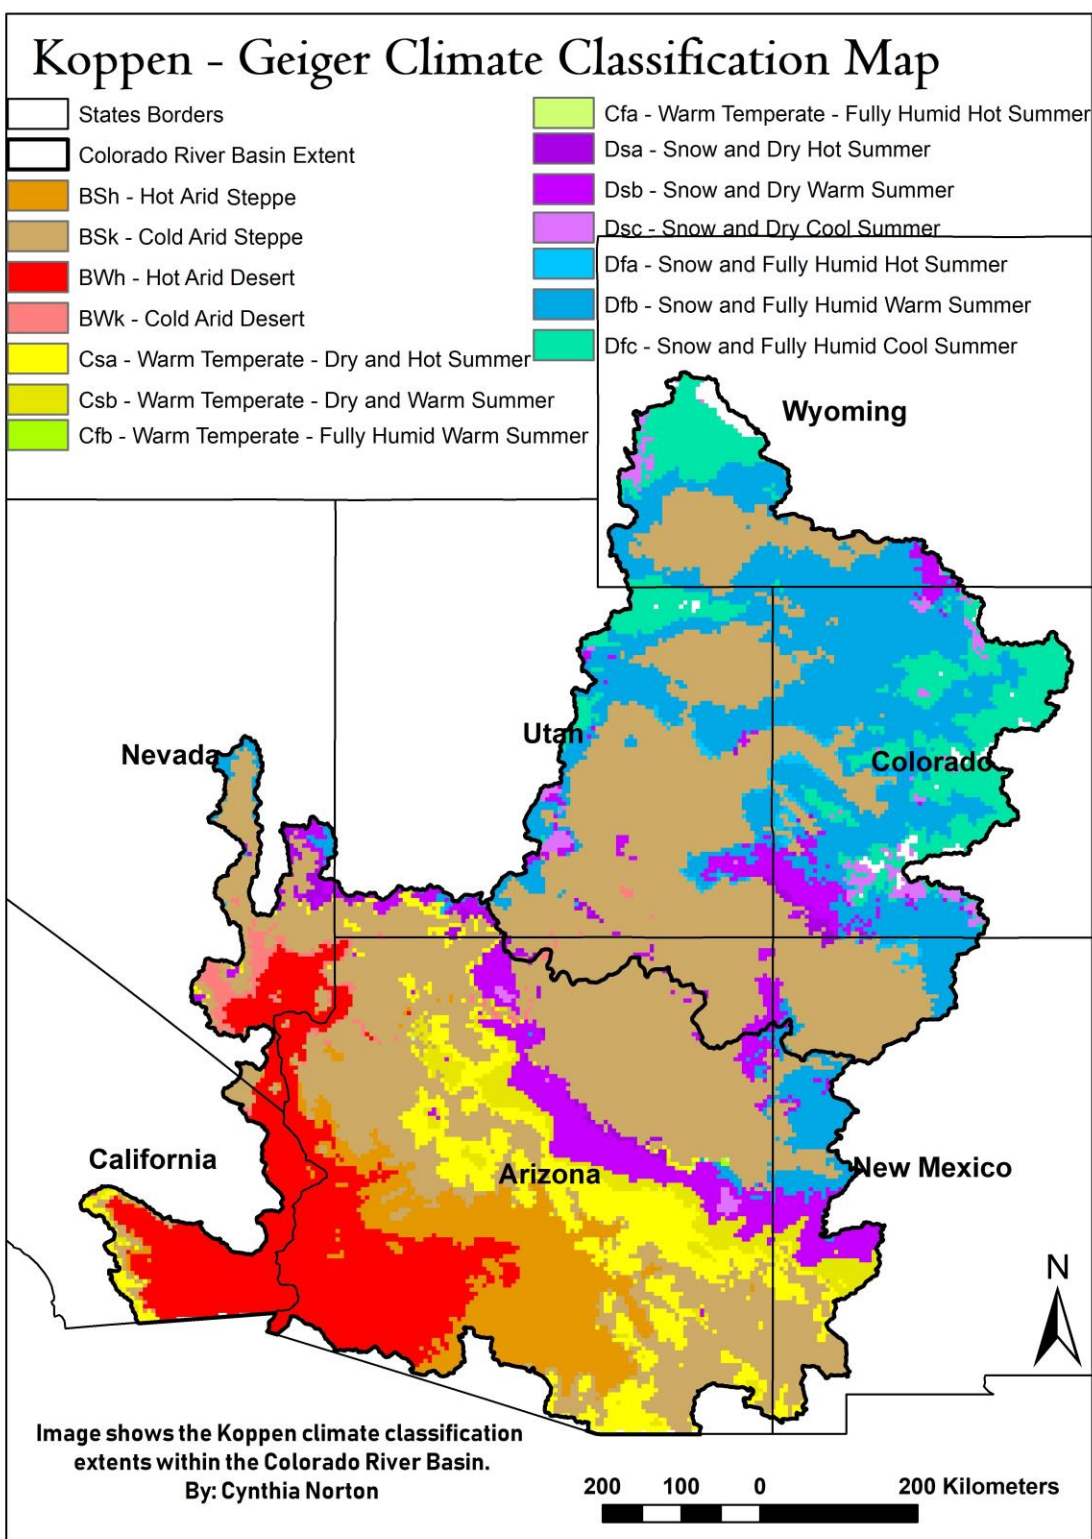 Koppen - Geiger Climate Classification Map
States Borders
Colorado River Basin Extent
BSh - Hot Arid Steppe
BSk - Cold Arid Steppe
BWh - Hot Arid Desert
BWk - Cold Arid Desert
Csa - Warm Temperate - Dry and Hot Summer
Csb - Warm Temperate - Dry and Warm Summer
Cfb - Warm Temperate - Fully Humid Warm Summer
Cfa - Warm Temperate - Fully Humid Hot Summer
Dsa - Snow and Dry Hot Summer
Dsb - Snow and Dry Warm Summer
Dsc - Snow and Dry Cool Summer
Dfa - Snow and Fully Humid Hot Summer
Dfb - Snow and Fully Humid Warm Summer
Dfc - Snow and Fully Humid Cool Summer
Wyoming
Utah
Nevada
Colorado
California
Arizona
New Mexico
N
Image shows the Koppen climate classification
extents within the Colorado River Basin.
By: Cynthia Norton
200 100 0 200 Kilometers